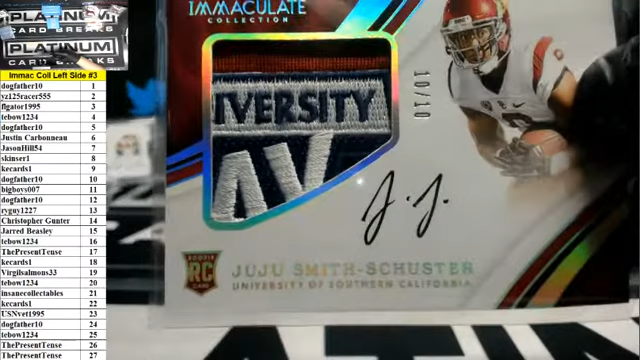 PLATINUM
CARD BREAKS
PLATINUM
CARD BREAKS
Immac Coll Left Side #3
dogfather10 1
yz125racer555 2
flgator1995 3
tebow1234 4
dogfather10 5
Justin Carbonneau 6
JasonHill54 7
skinser1 8
kecards1 9
dogfather10 10
bigboys007 11
dogfather10 12
ryguy1227 13
Christopher Gunter 14
Jarred Beasley 15
tebow1234 16
ThePresentTense 17
kecards1 18
Virgilsalmons33 19
tebow1234 20
insanecollectables 21
kecards1 22
USNvet1995 23
dogfather10 24
tebow1234 25
ThePresentTense 26
ThePresentTense 27
IMMACULATE
COLLECTION
IVERSITY
AV
10/10
J.J.
ROOKIE
RC
CARD
JUJU SMITH-SCHUSTER
UNIVERSITY OF SOUTHERN CALIFORNIA